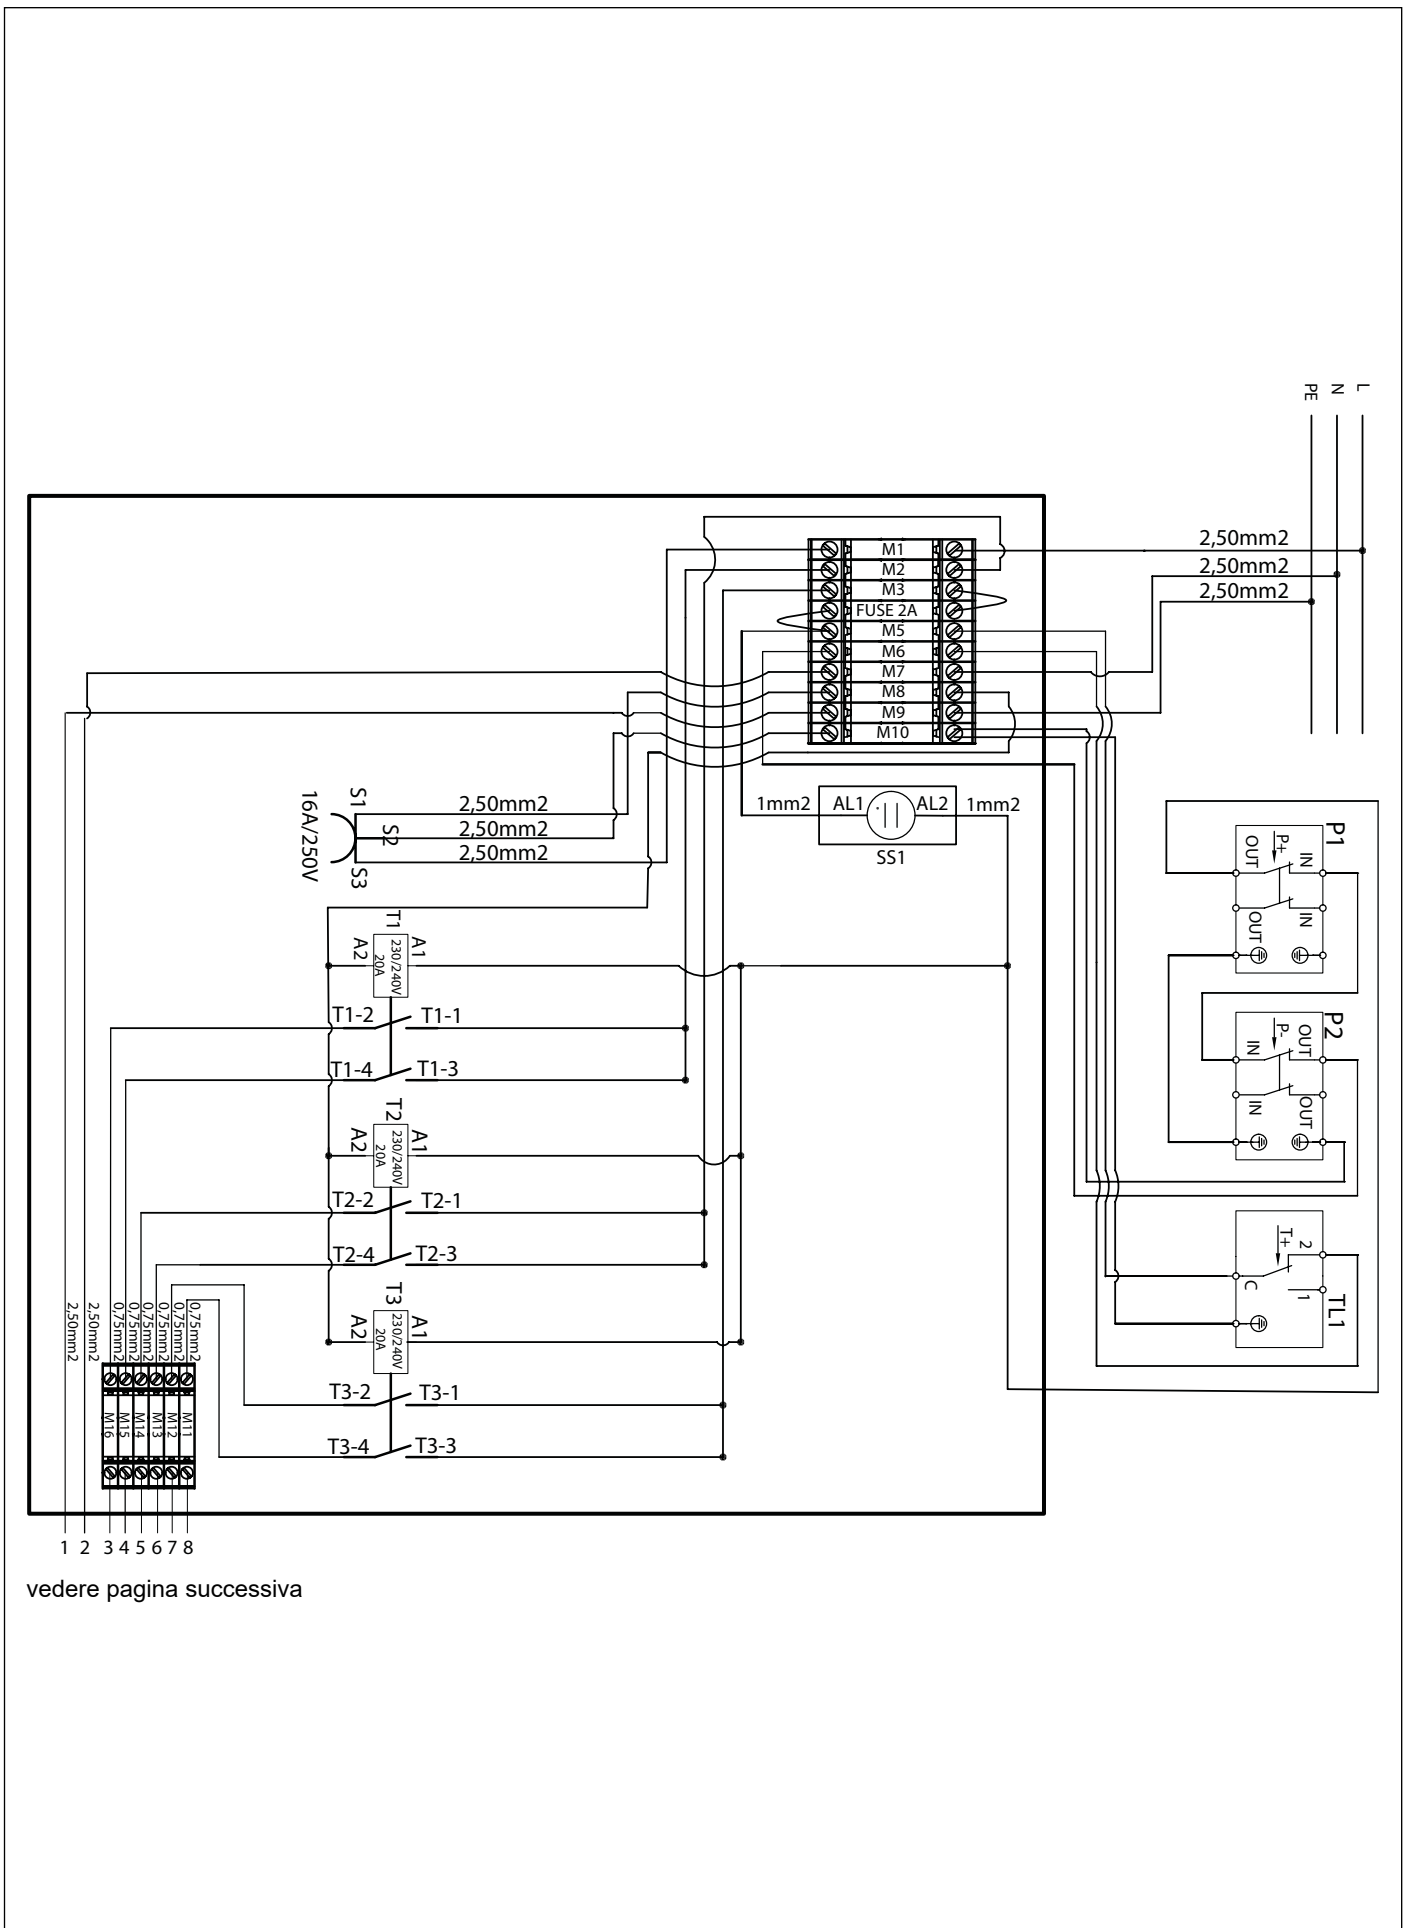 L
N
PE
2,50mm2
2,50mm2
2,50mm2
M1
M2
M3
FUSE 2A
M5
M6
M7
M8
M9
M10
1mm2
AL1
AL2
1mm2
SS1
S1
S2
S3
16A/250V
2,50mm2
2,50mm2
2,50mm2
P1
P+
OUT
IN
OUT
IN
P2
P-
IN
OUT
IN
OUT
TL1
T+
2
C
1
T1
A2
230/240V
20A
A1
T1-2
T1-1
T1-4
T1-3
T2
A2
230/240V
20A
A1
T2-2
T2-1
T2-4
T2-3
T3
A2
230/240V
20A
A1
T3-2
T3-1
T3-4
T3-3
2,50mm2
2,50mm2
0,75mm2
0,75mm2
0,75mm2
0,75mm2
0,75mm2
0,75mm2
M16
M15
M14
M13
M12
M11
1 2 3 4 5 6 7 8
vedere pagina successiva